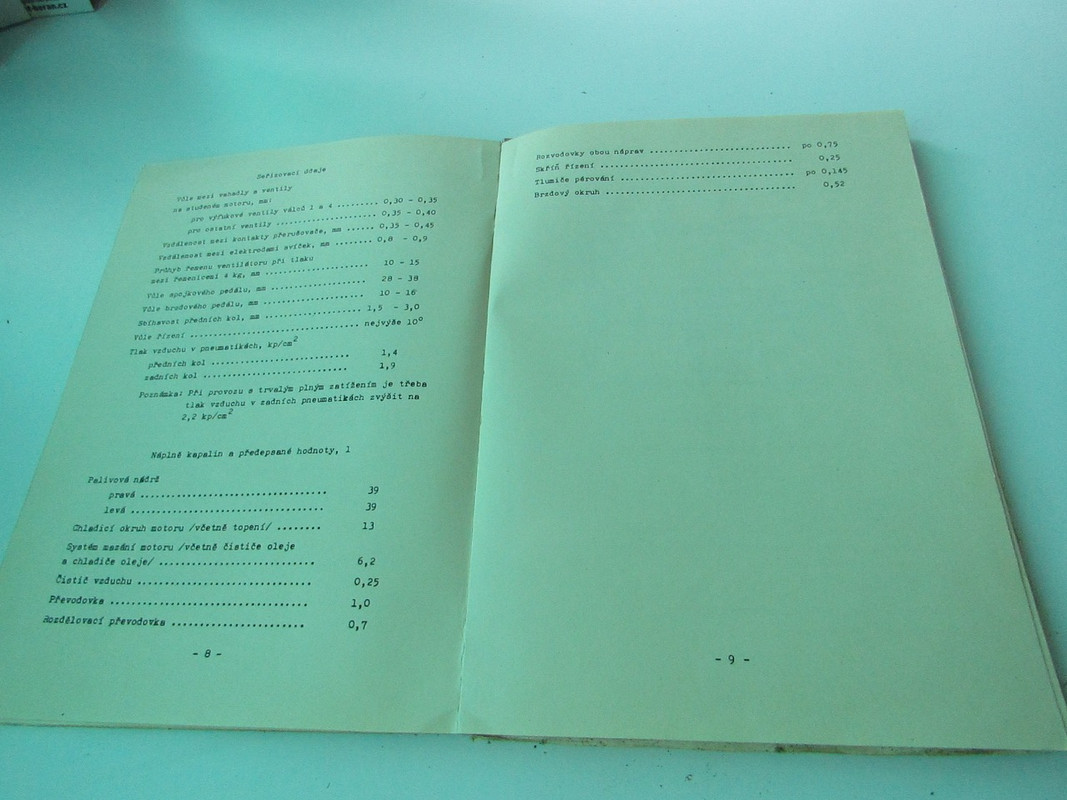 Seřizovací údaje
Vůle mezi vahadly a ventily
na studeném motoru, mm:
pro výfukové ventily válců 1 a 4 ......... 0,30 - 0,35
pro ostatní ventily ...................... 0,35 - 0,40
Vzdálenost mezi kontakty přerušovače, mm ...... 0,35 - 0,45
Vzdálenost mezi elektrodami svíček, mm ........ 0,8 - 0,9
Průhyb řemenu ventilátoru při tlaku
mezi řemenicemi 4 kg, mm ...................... 10 - 15
Vůle spojkového pedálu, mm .................... 28 - 38
Vůle brzdového pedálu, mm ..................... 10 - 16
Sbíhavost předních kol, mm .................... 1,5 - 3,0
Vůle řízení ................................... nejvýše 10°
Tlak vzduchu v pneumatikách, kp/cm²
předních kol ............................. 1,4
zadních kol .............................. 1,9
Poznámka: Při provozu s trvalým plným zatížením je třeba
tlak vzduchu v zadních pneumatikách zvýšit na
2,2 kp/cm²
Náplně kapalin a předepsané hodnoty, l
Palivová nádrž
pravá ................................. 39
levá .................................. 39
Chladicí okruh motoru /včetně topení/ ........ 13
Systém mazání motoru /včetně čističe oleje
a chladiče oleje/ ............................ 6,2
Čistič vzduchu ............................... 0,25
Převodovka ................................... 1,0
Rozdělovací převodovka ....................... 0,7
- 8 -
Rozvodovky obou náprav ......................... po 0,75
Skříň řízení ................................... 0,25
Tlumiče pérování ............................... po 0,145
Brzdový okruh .................................. 0,52
- 9 -